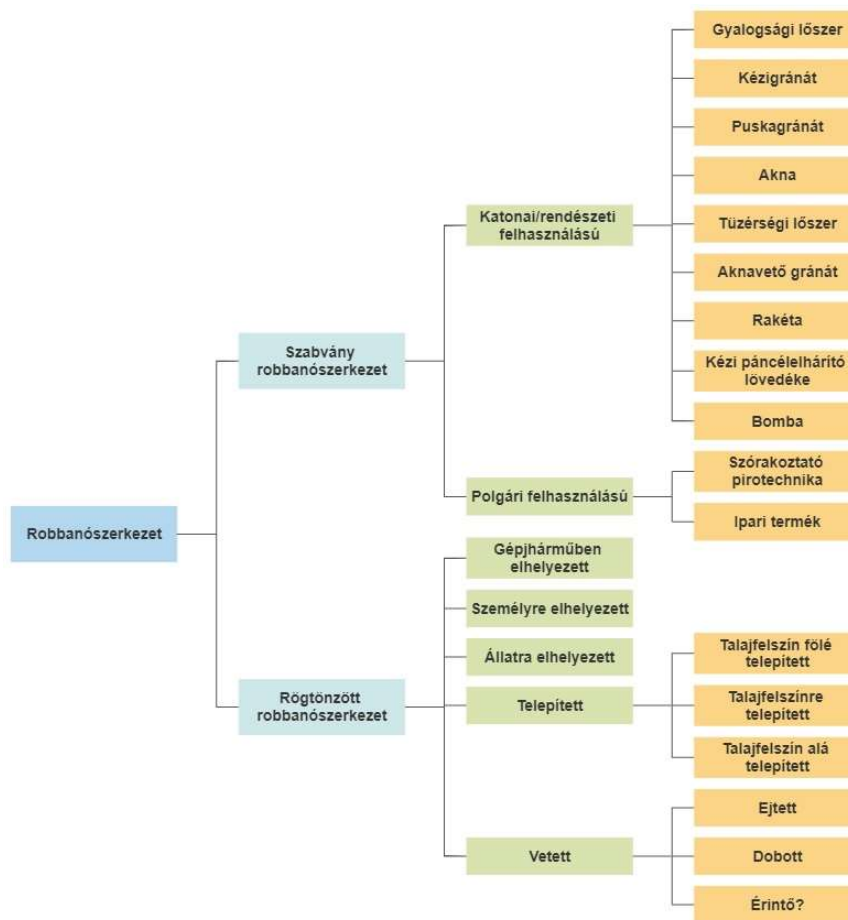 Gyalogsági lőszer
Kézigránát
Puskagránát
Akna
Katonai/rendészeti
felhasználású
Tüzérségi lőszer
Aknavető gránát
Rakéta
Szabvány
robbanószerkezet
Kézi páncélelhárító
lövedéke
Bomba
Szórakoztató
pirotechnika
Polgári felhasználású
Ipari termék
Robbanószerkezet
Gépjhárműben
elhelyezett
Személyre elhelyezett
Állatra elhelyezett
Talajfelszín fölé
telepített
Rögtönzött
robbanószerkezet
Telepített
Talajfelszínre
telepített
Talajfelszín alá
telepített
Ejtett
Vetett
Dobott
Érintő?